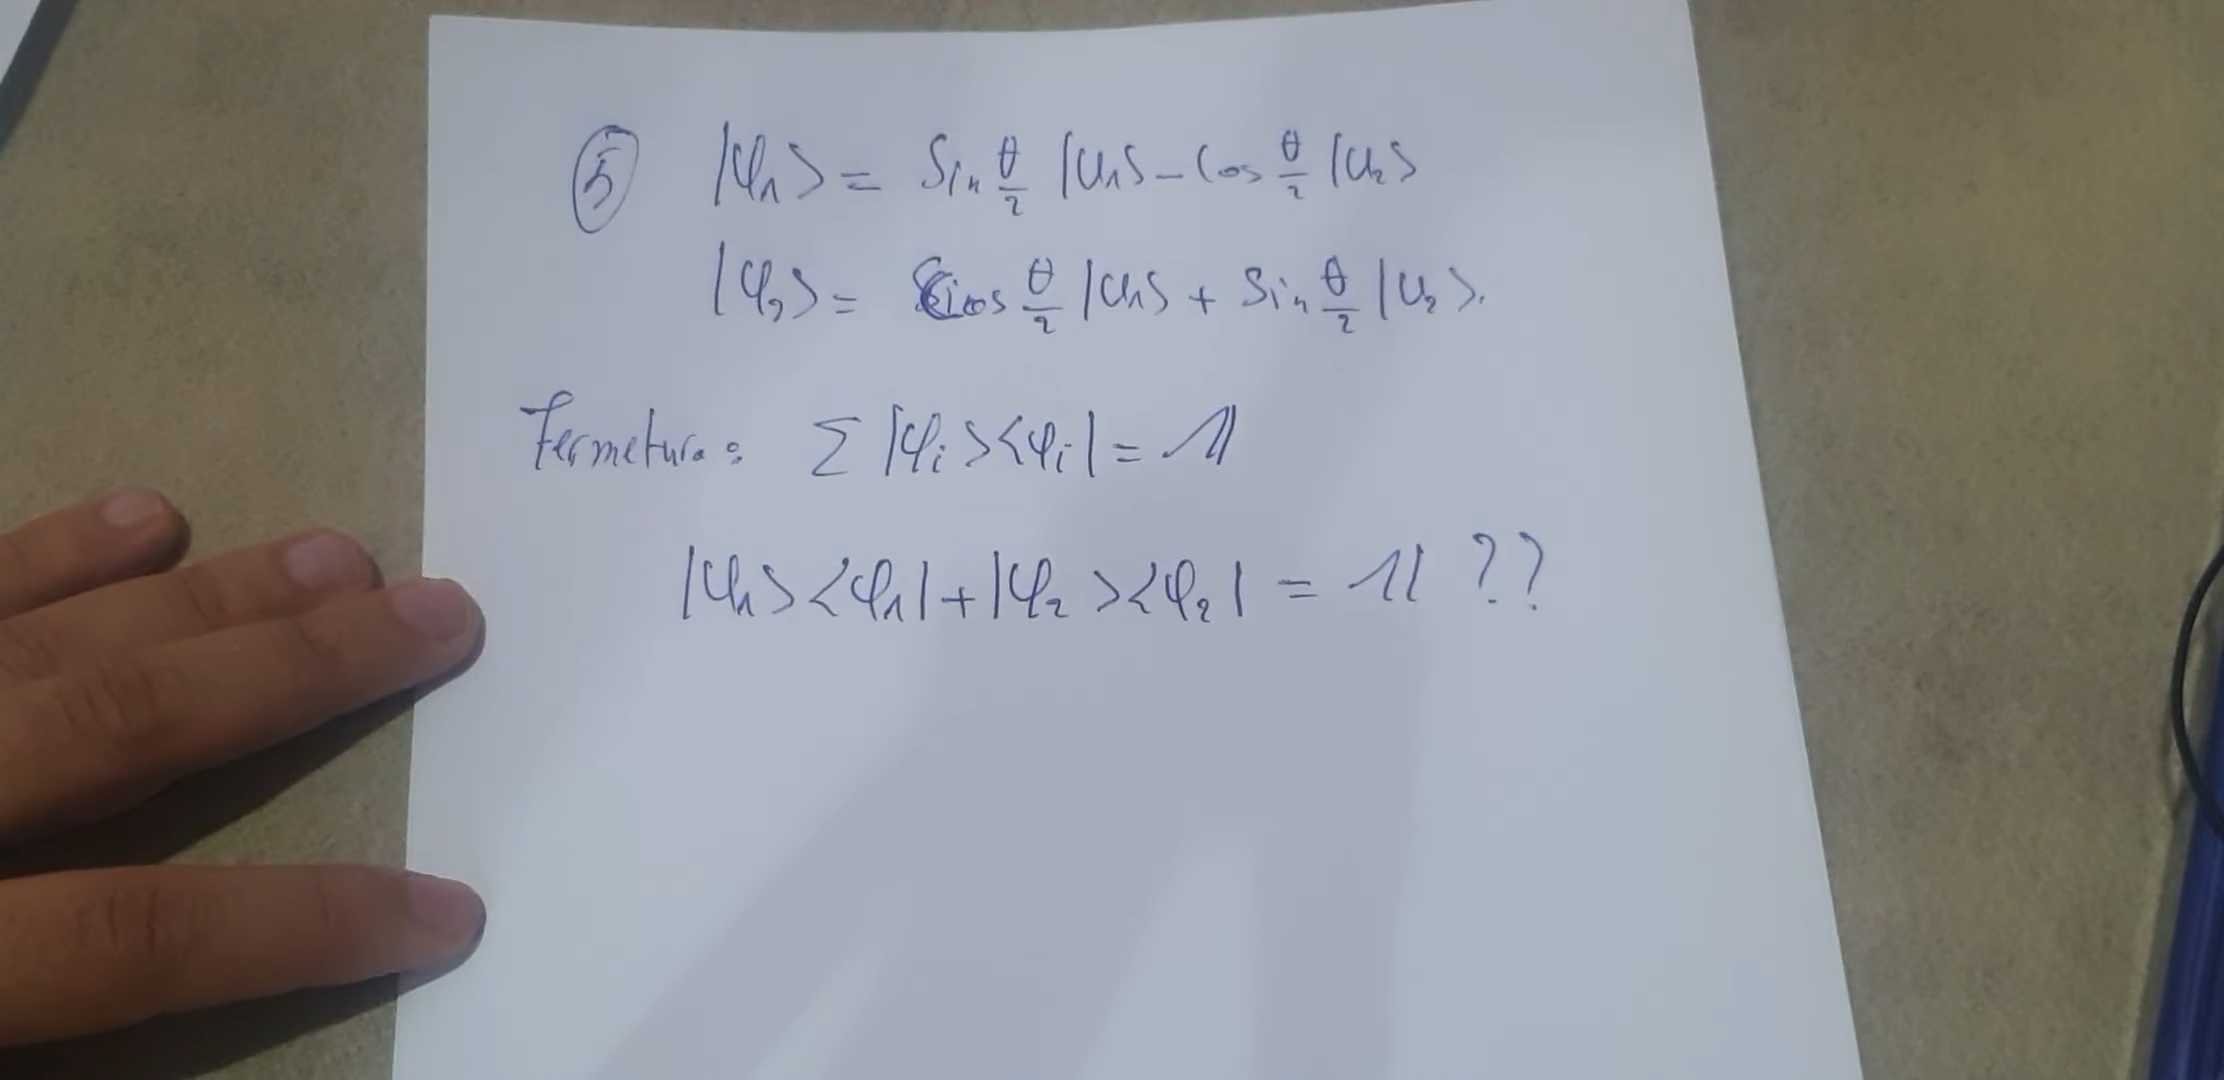 ⑤ |φ₁> = Sin θ/2 |u₁> - Cos θ/2 |u₂>
|φ₂> = Cos θ/2 |u₁> + Sin θ/2 |u₂>.
Fermeture : Σ |φᵢ><φᵢ| = 𝟙
|φ₁><φ₁| + |φ₂><φ₂| = 𝟙 ??